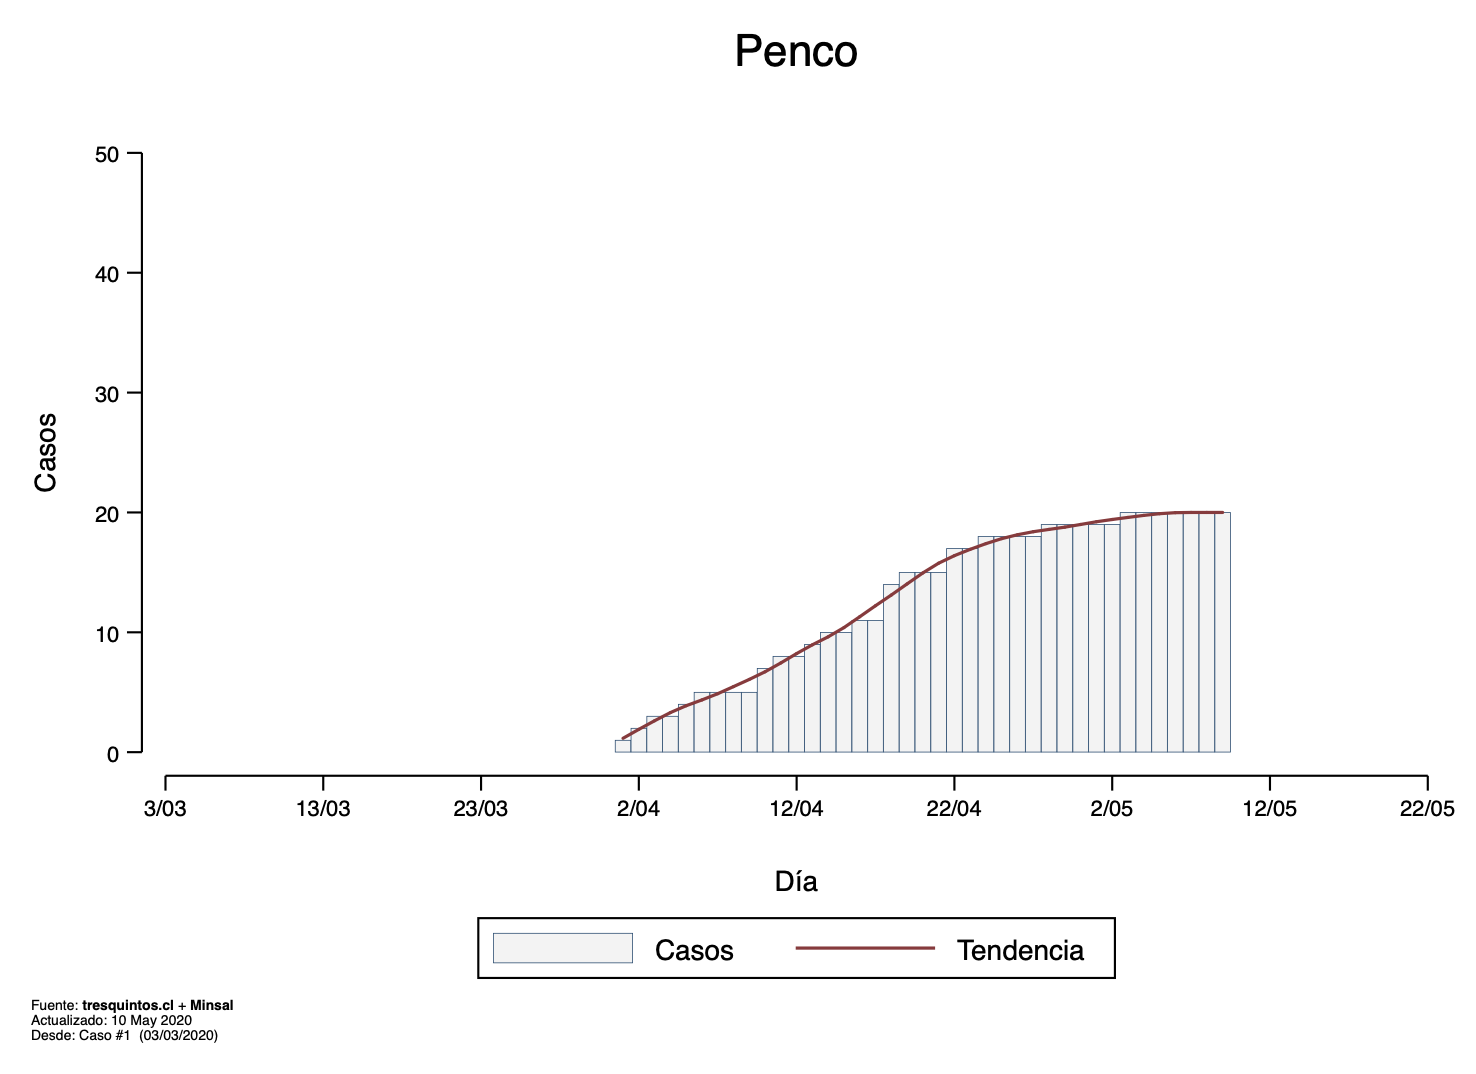 Penco
50
40
30
20
10
0
Casos
3/03 13/03 23/03 2/04 12/04 22/04 2/05 12/05 22/05
Día
Casos Tendencia
Fuente: tresquintos.cl + Minsal
Actualizado: 10 May 2020
Desde: Caso #1 (03/03/2020)